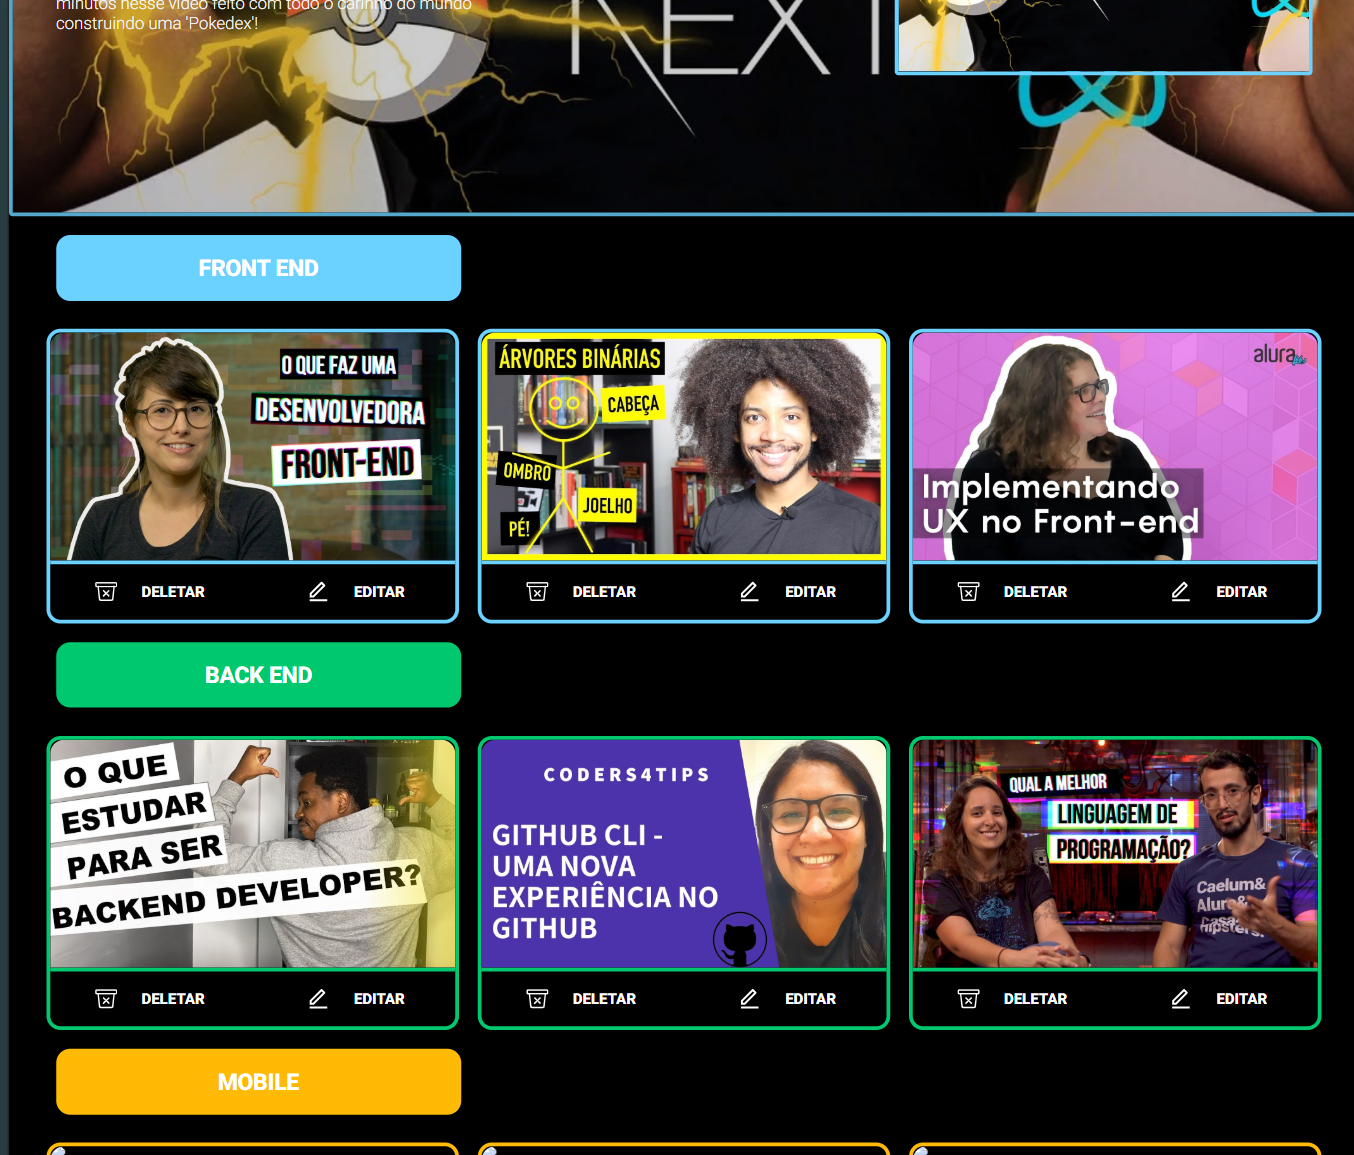 minutos nesse vídeo feito com todo o carinho do mundo
construindo uma 'Pokedex'!
NEXT
FRONT END
O QUE FAZ UMA
DESENVOLVEDORA
FRONT-END
DELETAR
EDITAR
ÁRVORES BINÁRIAS
CABEÇA
OMBRO
JOELHO
PÉ!
DELETAR
EDITAR
alura
Implementando
UX no Front-end
DELETAR
EDITAR
BACK END
O QUE
ESTUDAR
PARA SER
BACKEND DEVELOPER?
DELETAR
EDITAR
CODERS4TIPS
GITHUB CLI -
UMA NOVA
EXPERIÊNCIA NO
GITHUB
DELETAR
EDITAR
QUAL A MELHOR
LINGUAGEM DE
PROGRAMAÇÃO?
Caelum&
Alura&
Casa
Hipsters.
DELETAR
EDITAR
MOBILE